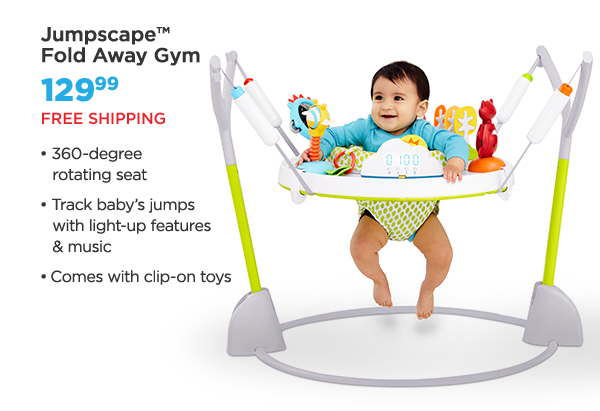 Jumpscape™
Fold Away Gym
129⁹⁹
FREE SHIPPING
• 360-degree
rotating seat
• Track baby's jumps
with light-up features
& music
• Comes with clip-on toys
0100